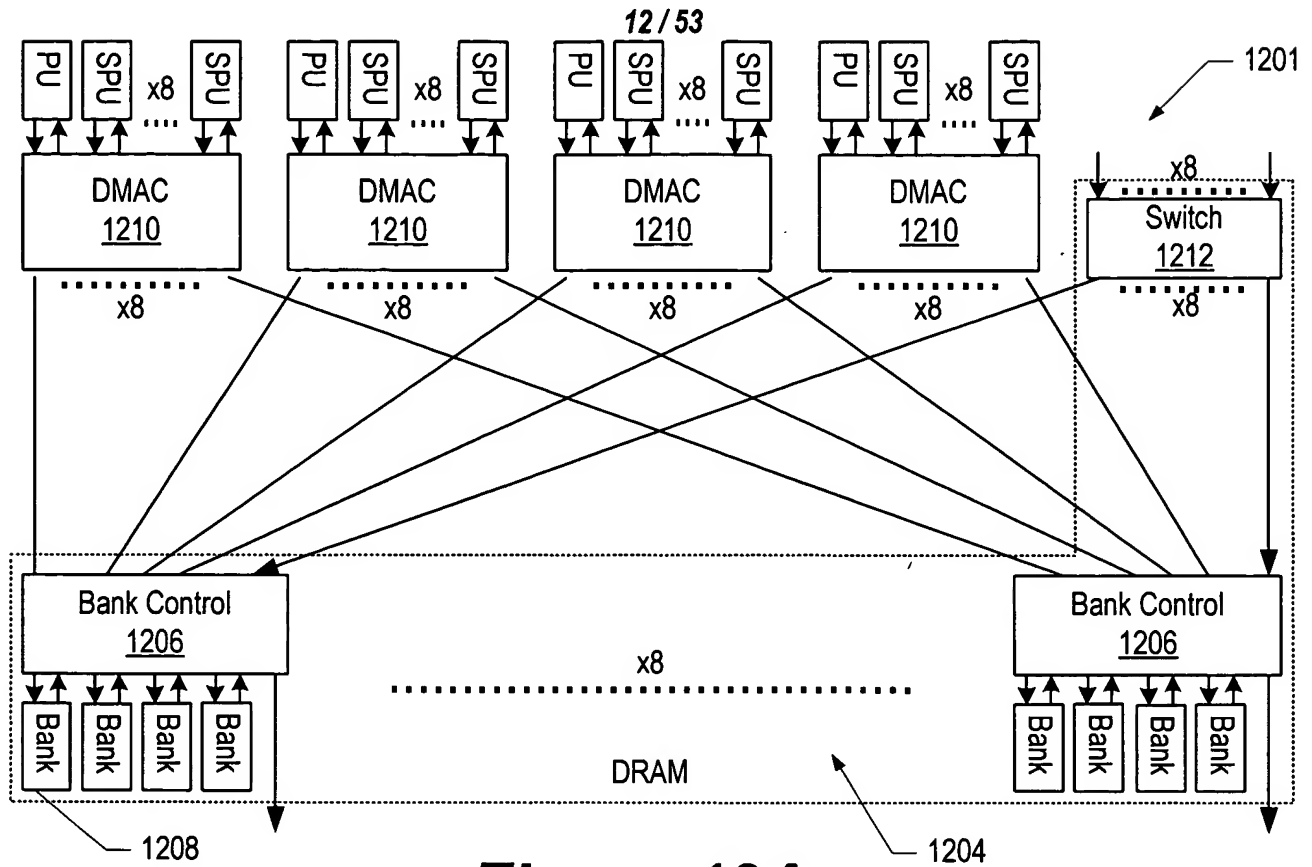 12 / 53
PU SPU x8 SPU PU SPU x8 SPU PU SPU x8 SPU PU SPU x8 SPU
1201
DMAC DMAC DMAC DMAC
1210 1210 1210 1210
x8
Switch
1212
x8 x8 x8 x8 x8
Bank Control Bank Control
1206 1206
x8
Bank Bank Bank Bank Bank Bank Bank Bank
DRAM
1208 1204